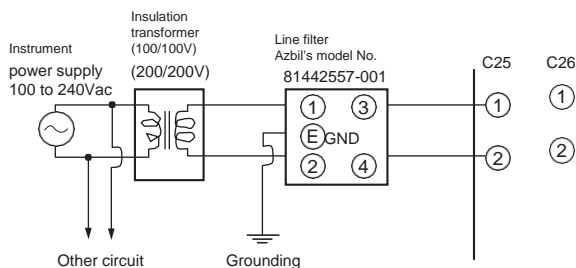 Instrument
power supply
100 to 240Vac
Insulation
transformer
(100/100V)
(200/200V)
Line filter
Azbil's model No.
81442557-001
C25
C26
1
3
E GND
2
4
1
2
1
2
Other circuit
Grounding